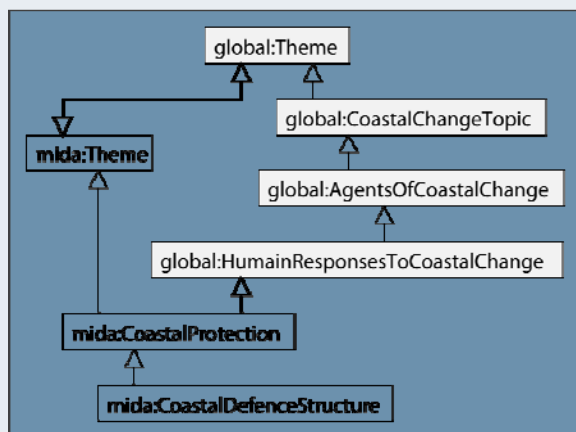 global:Theme
global:CoastalChangeTopic
mida:Theme
global:AgentsOfCoastalChange
global:HumainResponsesToCoastalChange
mida:CoastalProtection
mida:CoastalDefenceStructure